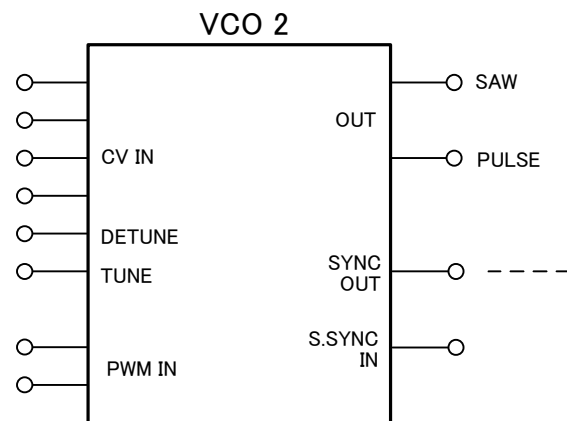 VCO 2
SAW
OUT
CV IN
PULSE
DETUNE
TUNE
SYNC
OUT
S.SYNC
IN
PWM IN